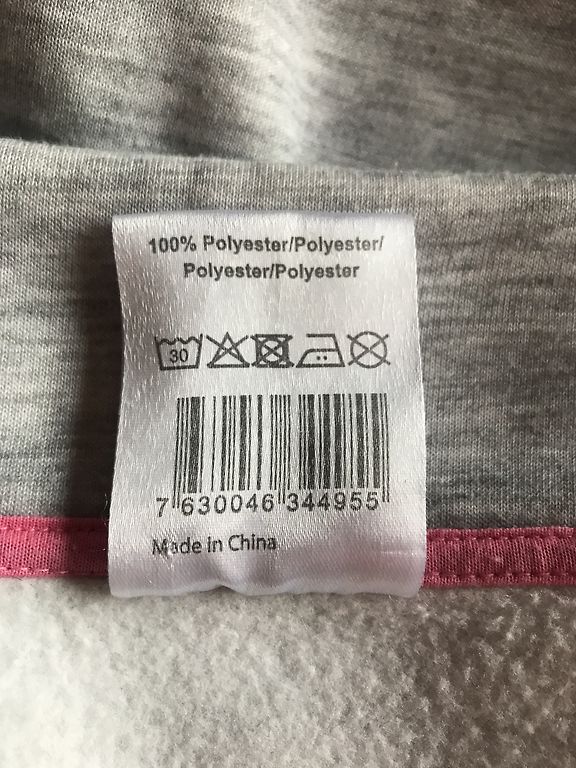 100% Polyester/Polyester/
Polyester/Polyester
30
7 630046 344955
Made in China